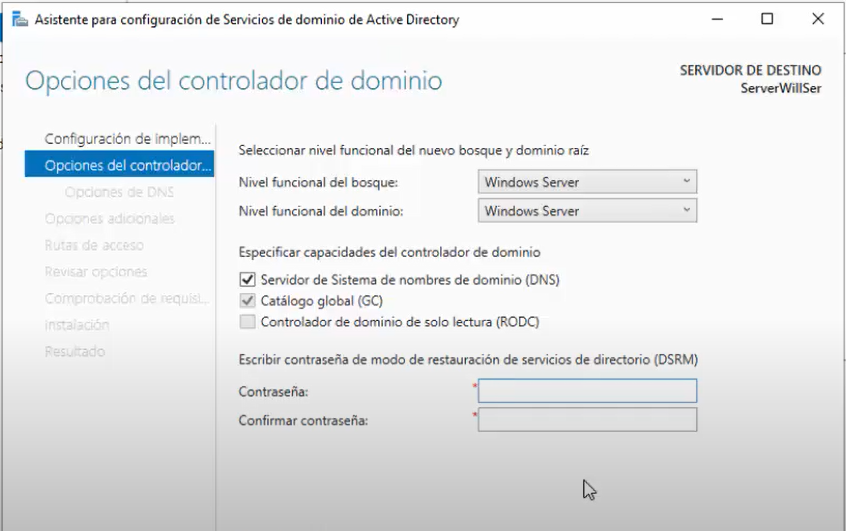 Asistente para configuración de Servicios de dominio de Active Directory
Opciones del controlador de dominio
SERVIDOR DE DESTINO
ServerWillSer
Configuración de implem...
Opciones del controlador...
Opciones de DNS
Opciones adicionales
Rutas de acceso
Revisar opciones
Comprobación de requisi...
Instalación
Resultado
Seleccionar nivel funcional del nuevo bosque y dominio raíz
Nivel funcional del bosque: Windows Server
Nivel funcional del dominio: Windows Server
Especificar capacidades del controlador de dominio
Servidor de Sistema de nombres de dominio (DNS)
Catálogo global (GC)
Controlador de dominio de solo lectura (RODC)
Escribir contraseña de modo de restauración de servicios de directorio (DSRM)
Contraseña: *
Confirmar contraseña: *